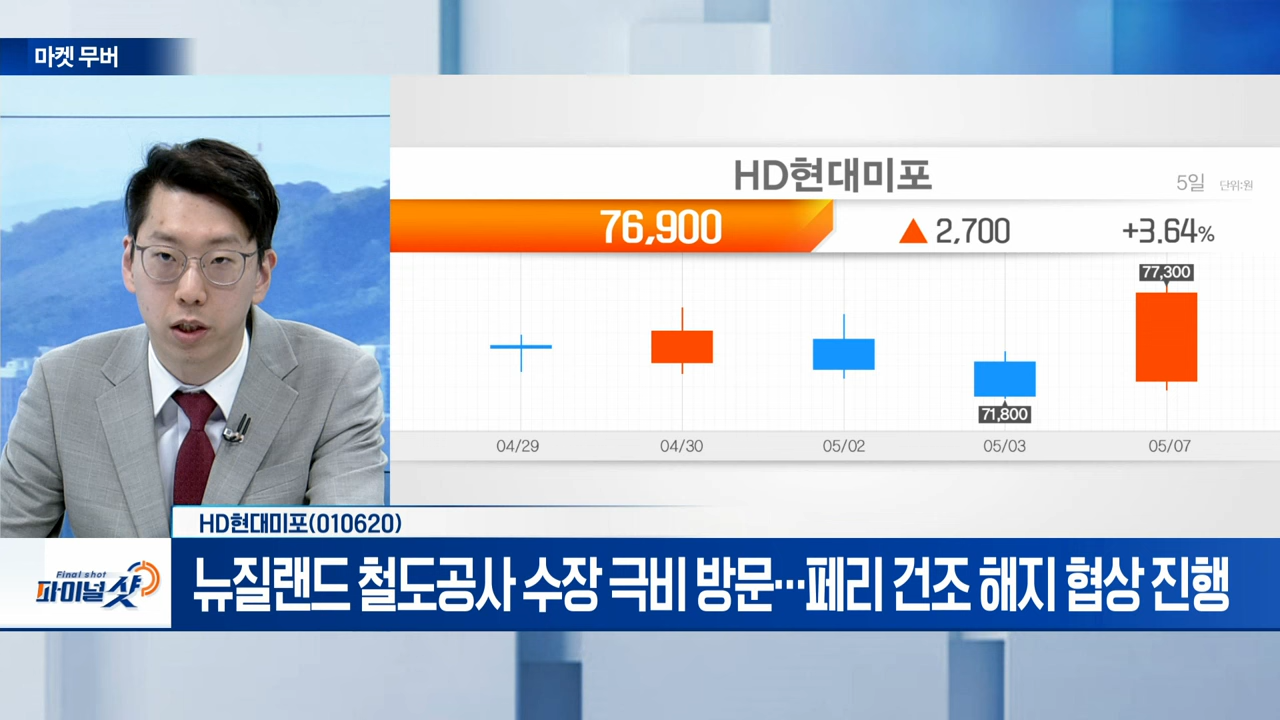 마켓 무버
HD현대미포
5일 단위:원
76,900 ▲ 2,700 +3.64%
77,300
71,800
04/29 04/30 05/02 05/03 05/07
HD현대미포(010620)
Final shot
파이널샷
뉴질랜드 철도공사 수장 극비 방문…페리 건조 해지 협상 진행